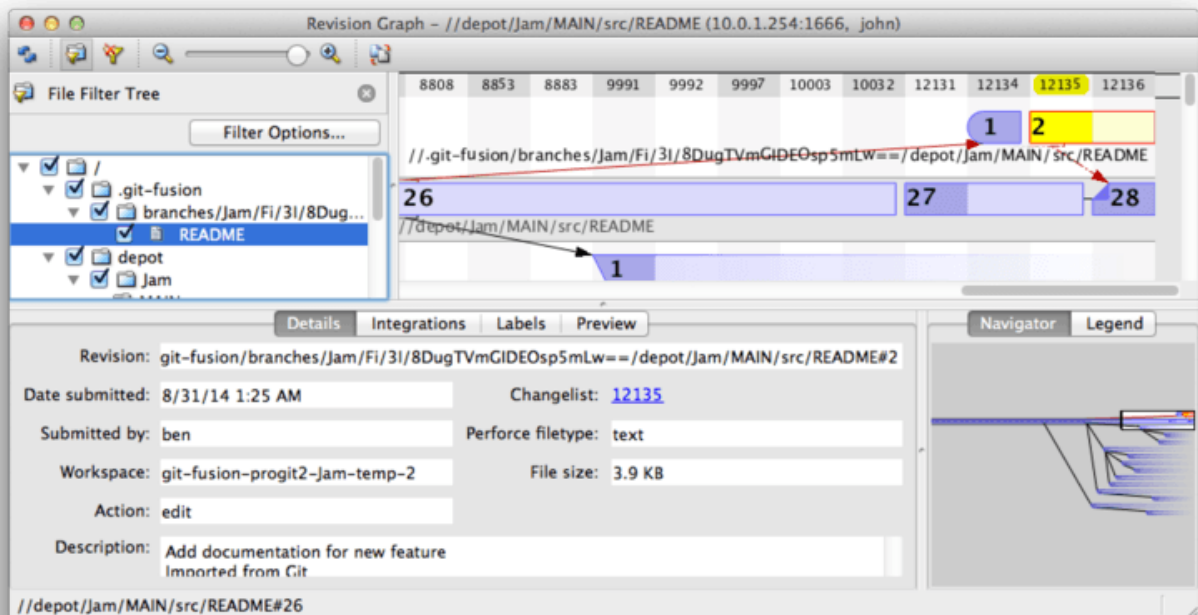 Revision Graph – //depot/Jam/MAIN/src/README (10.0.1.254:1666, john)
File Filter Tree
Filter Options...
/
.git-fusion
branches/Jam/Fi/3I/8Dug...
README
depot
Jam
8808 8853 8883 9991 9992 9997 10003 10032 12131 12134 12135 12136
1 2
//.git-fusion/branches/Jam/Fi/3I/8DugTVmGIDEOsp5mLw==/depot/Jam/MAIN/src/README
26 27 28
//depot/Jam/MAIN/src/README
1
Details Integrations Labels Preview
Revision: git-fusion/branches/Jam/Fi/3I/8DugTVmGIDEOsp5mLw==/depot/Jam/MAIN/src/README#2
Date submitted: 8/31/14 1:25 AM Changelist: 12135
Submitted by: ben Perforce filetype: text
Workspace: git-fusion-progit2-Jam-temp-2 File size: 3.9 KB
Action: edit
Description: Add documentation for new feature
Imported from Git
Navigator Legend
//depot/Jam/MAIN/src/README#26